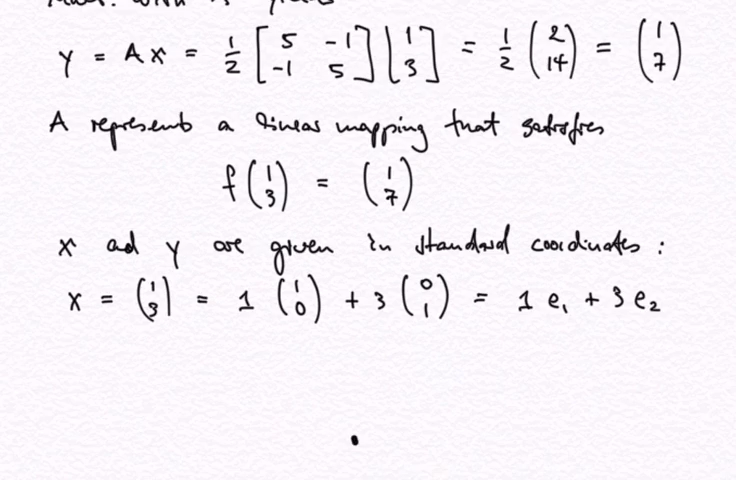 y = Ax = 1/2 [5 -1; -1 5] [1; 3] = 1/2 (2; 14) = (1; 7)
A represents a linear mapping that satisfies
f(1; 3) = (1; 7)
x and y are given in standard coordinates :
x = (1; 3) = 1 (1; 0) + 3 (0; 1) = 1 e₁ + 3 e₂